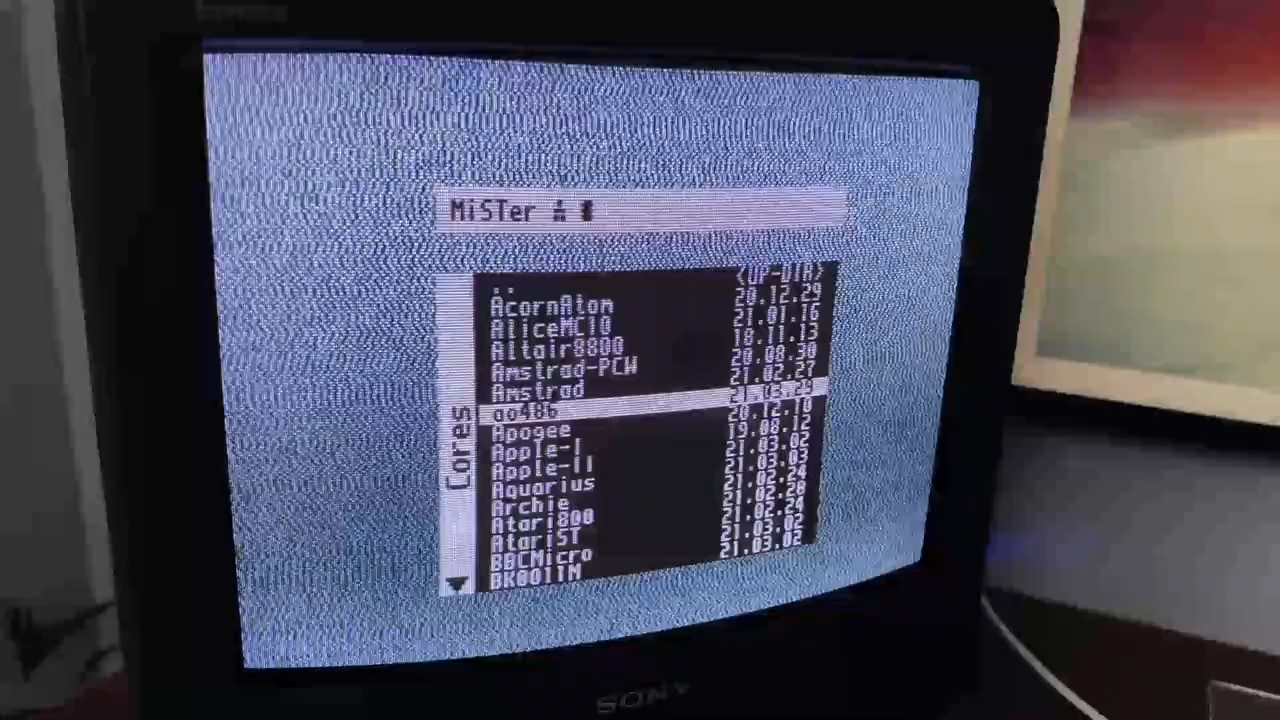 MiSTer
Cores
.. <UP-DIR>
AcornAtom 20.12.29
AliceMC10 21.01.16
Altair8800 18.11.13
Amstrad-PCW 20.08.30
Amstrad 21.02.27
ao486
Apogee 20.12.10
Apple-I 19.08.12
Apple-II 21.03.02
Aquarius 21.03.03
Archie 21.02.24
Atari800 21.02.28
AtariST 21.02.24
BBCMicro 21.03.02
BK0011M 21.03.02
SONY